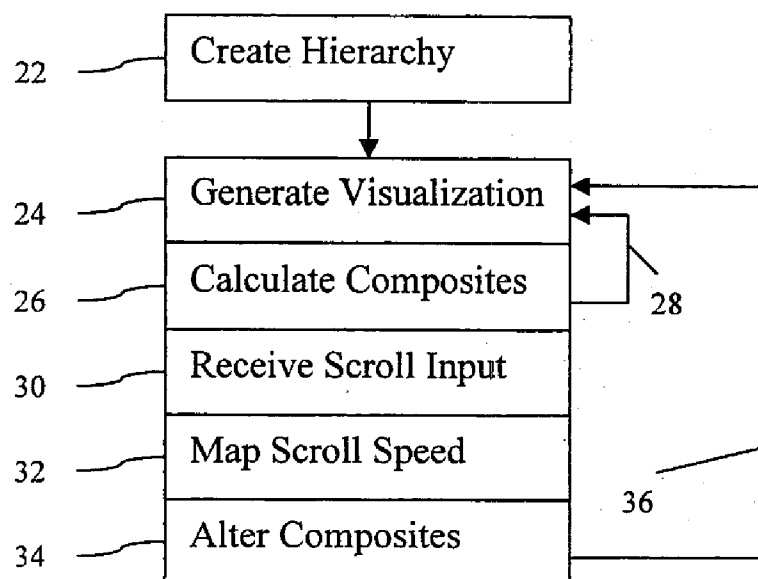 22 Create Hierarchy
24 Generate Visualization
26 Calculate Composites
28
30 Receive Scroll Input
32 Map Scroll Speed
36
34 Alter Composites